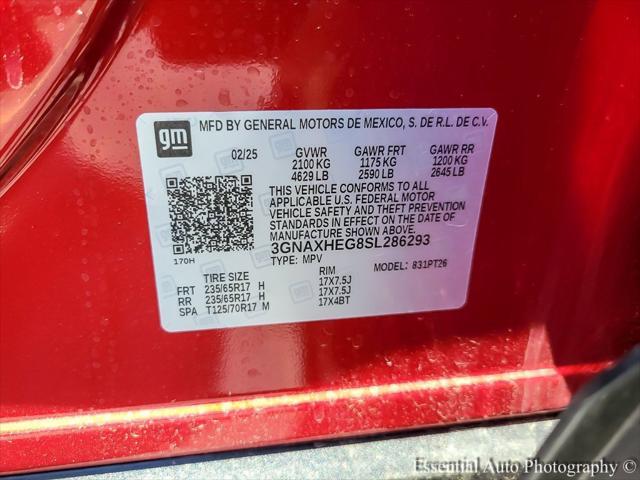 gm MFD BY GENERAL MOTORS DE MEXICO, S. DE R.L. DE C.V.
02/25 GVWR GAWR FRT GAWR RR
2100 KG 1175 KG 1200 KG
4629 LB 2590 LB 2645 LB
THIS VEHICLE CONFORMS TO ALL
APPLICABLE U.S. FEDERAL MOTOR
VEHICLE SAFETY AND THEFT PREVENTION
STANDARDS IN EFFECT ON THE DATE OF
MANUFACTURE SHOWN ABOVE.
3GNAXHEG8SL286293
170H
TYPE: MPV MODEL: 831PT26
TIRE SIZE RIM
FRT 235/65R17 H 17X7.5J
RR 235/65R17 H 17X7.5J
SPA T125/70R17 M 17X4BT
Essential Auto Photography ©